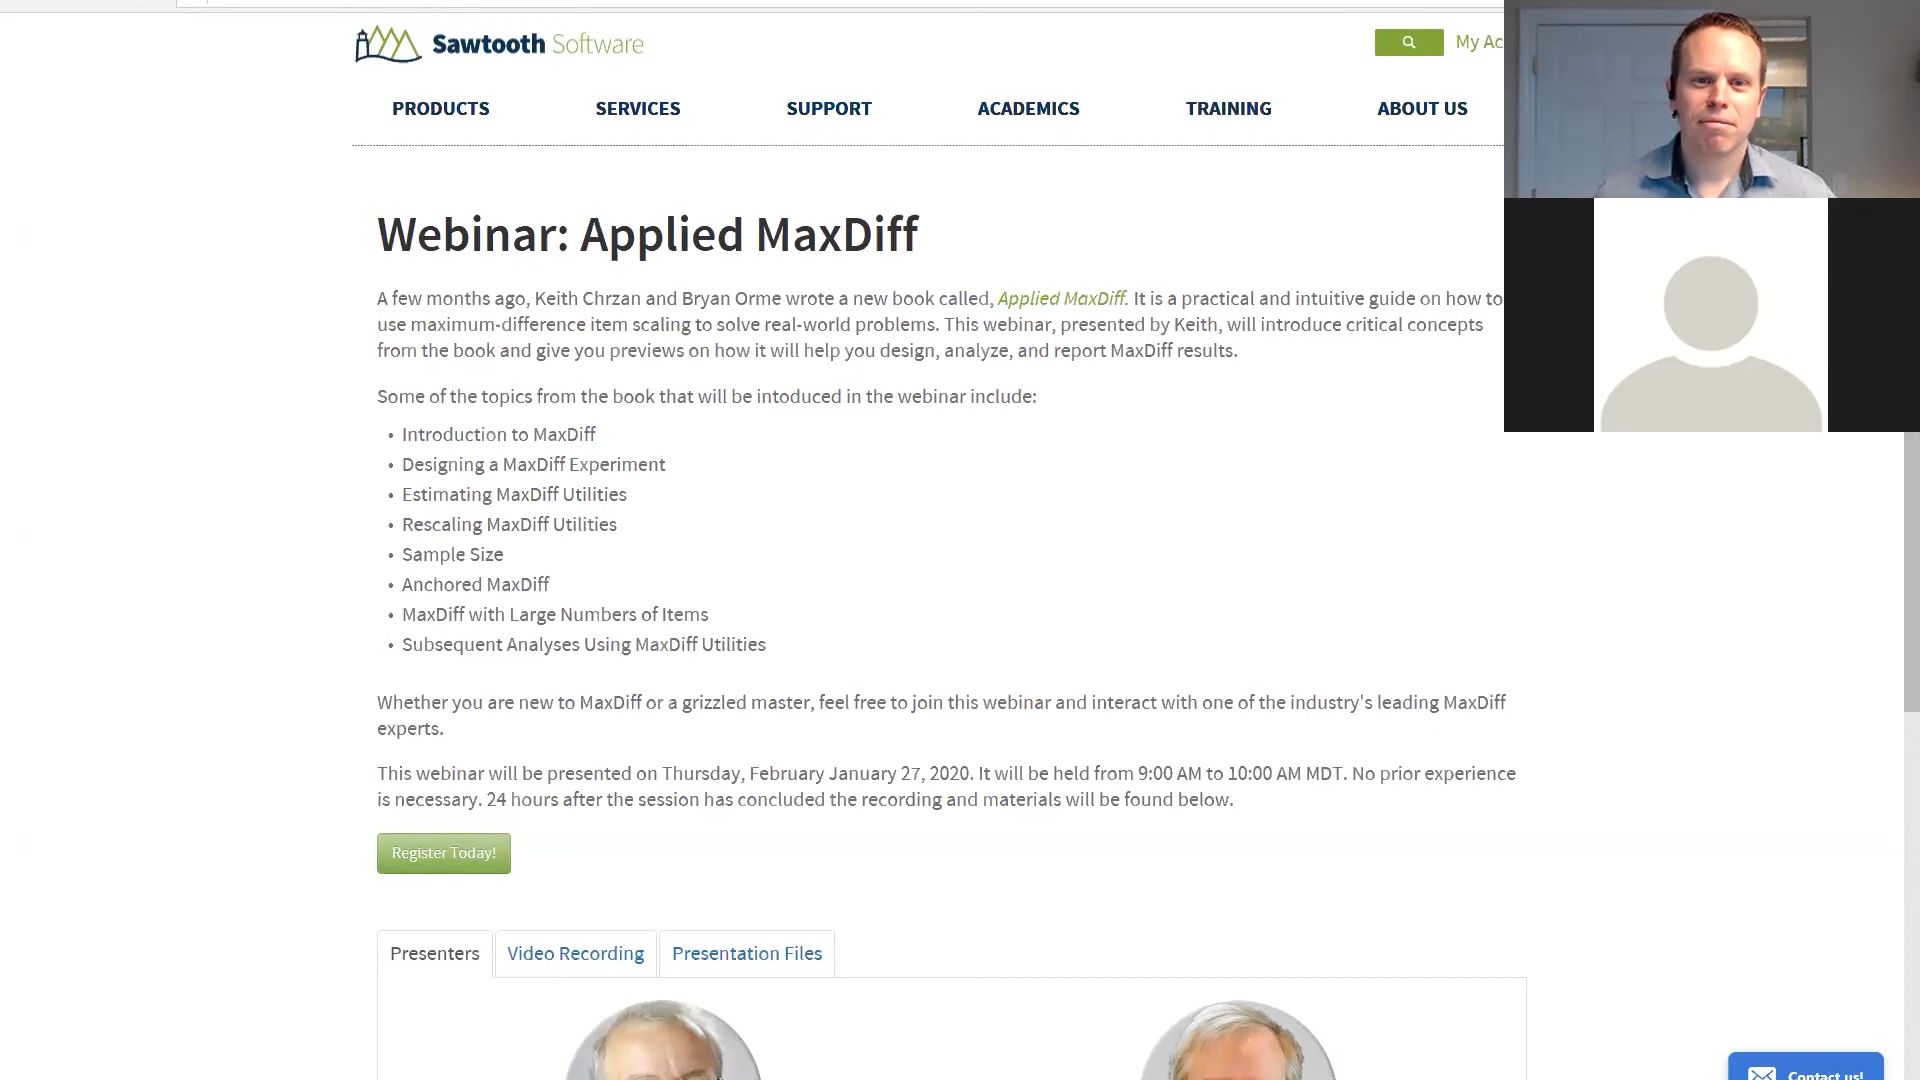 Sawtooth Software
My Ac
PRODUCTS
SERVICES
SUPPORT
ACADEMICS
TRAINING
ABOUT US
Webinar: Applied MaxDiff
A few months ago, Keith Chrzan and Bryan Orme wrote a new book called, Applied MaxDiff. It is a practical and intuitive guide on how to
use maximum-difference item scaling to solve real-world problems. This webinar, presented by Keith, will introduce critical concepts
from the book and give you previews on how it will help you design, analyze, and report MaxDiff results.
Some of the topics from the book that will be intoduced in the webinar include:
• Introduction to MaxDiff
• Designing a MaxDiff Experiment
• Estimating MaxDiff Utilities
• Rescaling MaxDiff Utilities
• Sample Size
• Anchored MaxDiff
• MaxDiff with Large Numbers of Items
• Subsequent Analyses Using MaxDiff Utilities
Whether you are new to MaxDiff or a grizzled master, feel free to join this webinar and interact with one of the industry's leading MaxDiff
experts.
This webinar will be presented on Thursday, February January 27, 2020. It will be held from 9:00 AM to 10:00 AM MDT. No prior experience
is necessary. 24 hours after the session has concluded the recording and materials will be found below.
Register Today!
Presenters
Video Recording
Presentation Files
Contact us!